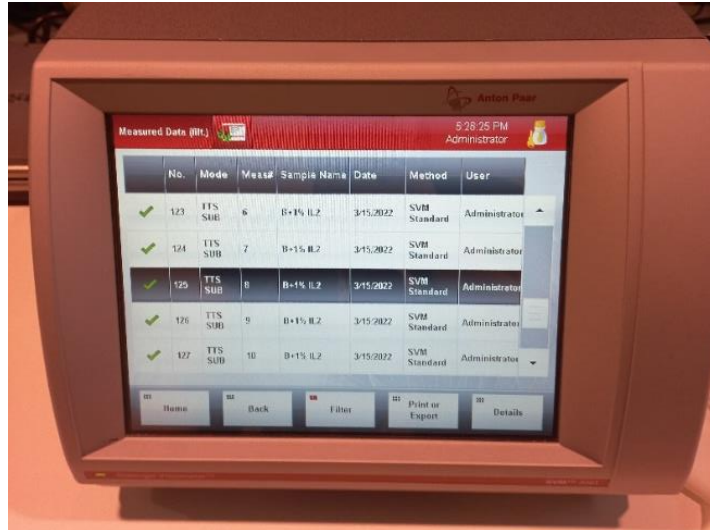 Anton Paar
Measured Data (filt.)
5:28:25 PM
Administrator
No. Mode Meas# Sample Name Date Method User
123 TTS SUB 6 B+1% IL2 3/15/2022 SVM Standard Administrator
124 TTS SUB 7 B+1% IL2 3/15/2022 SVM Standard Administrator
125 TTS SUB 8 B+1% IL2 3/15/2022 SVM Standard Administrator
126 TTS SUB 9 B+1% IL2 3/15/2022 SVM Standard Administrator
127 TTS SUB 10 B+1% IL2 3/15/2022 SVM Standard Administrator
Home Back Filter Print or Export Details